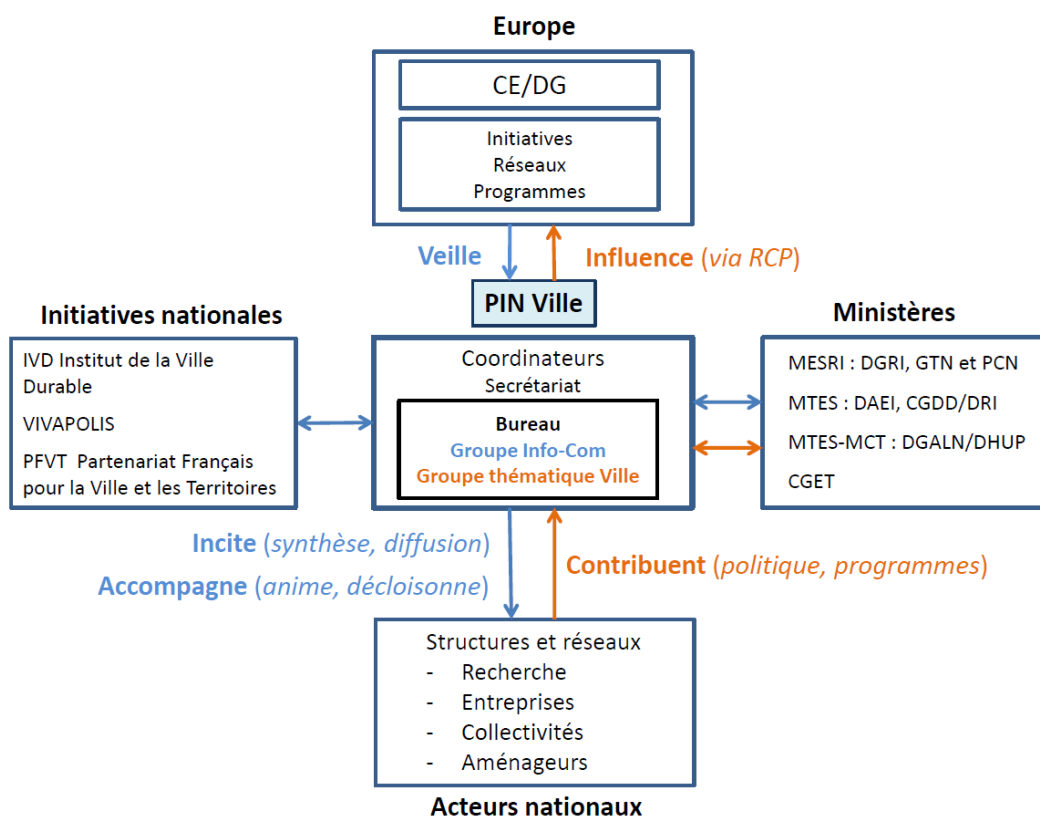 Europe
CE/DG
Initiatives
Réseaux
Programmes
Veille
Influence (via RCP)
PIN Ville
Initiatives nationales
IVD Institut de la Ville
Durable
VIVAPOLIS
PFVT  Partenariat Français
pour la Ville et les Territoires
Coordinateurs
Secrétariat
Bureau
Groupe Info-Com
Groupe thématique Ville
Ministères
MESRI : DGRI, GTN et PCN
MTES : DAEI, CGDD/DRI
MTES-MCT : DGALN/DHUP
CGET
Incite (synthèse, diffusion)
Accompagne (anime, décloisonne)
Contribuent (politique, programmes)
Structures et réseaux
- Recherche
- Entreprises
- Collectivités
- Aménageurs
Acteurs nationaux